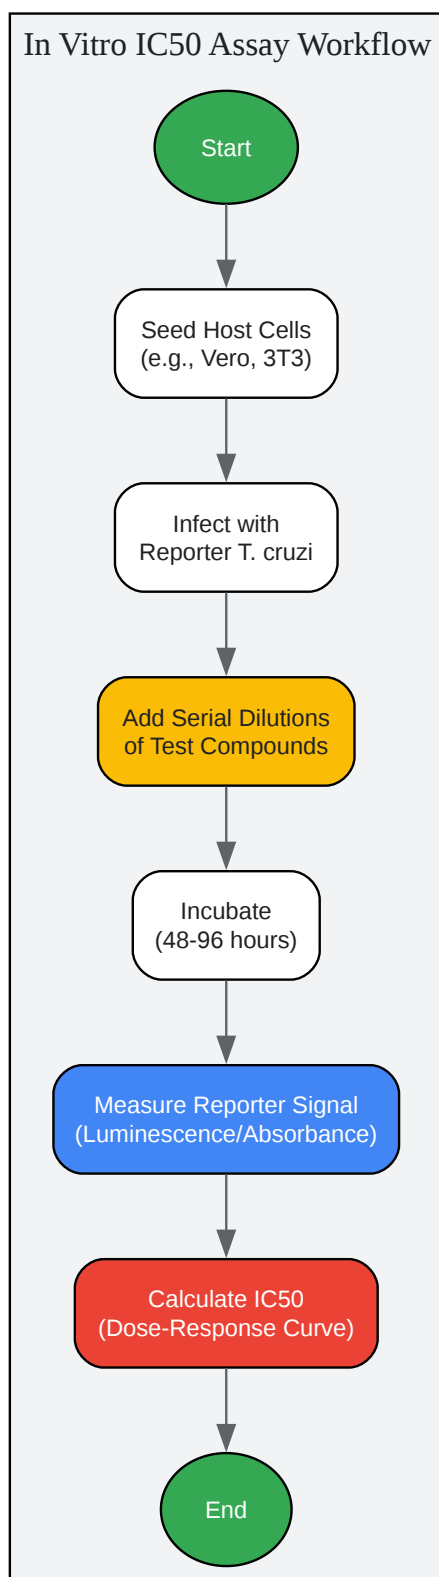 In Vitro IC50 Assay Workflow
Start
Seed Host Cells
(e.g., Vero, 3T3)
Infect with
Reporter T. cruzi
Add Serial Dilutions
of Test Compounds
Incubate
(48-96 hours)
Measure Reporter Signal
(Luminescence/Absorbance)
Calculate IC50
(Dose-Response Curve)
End